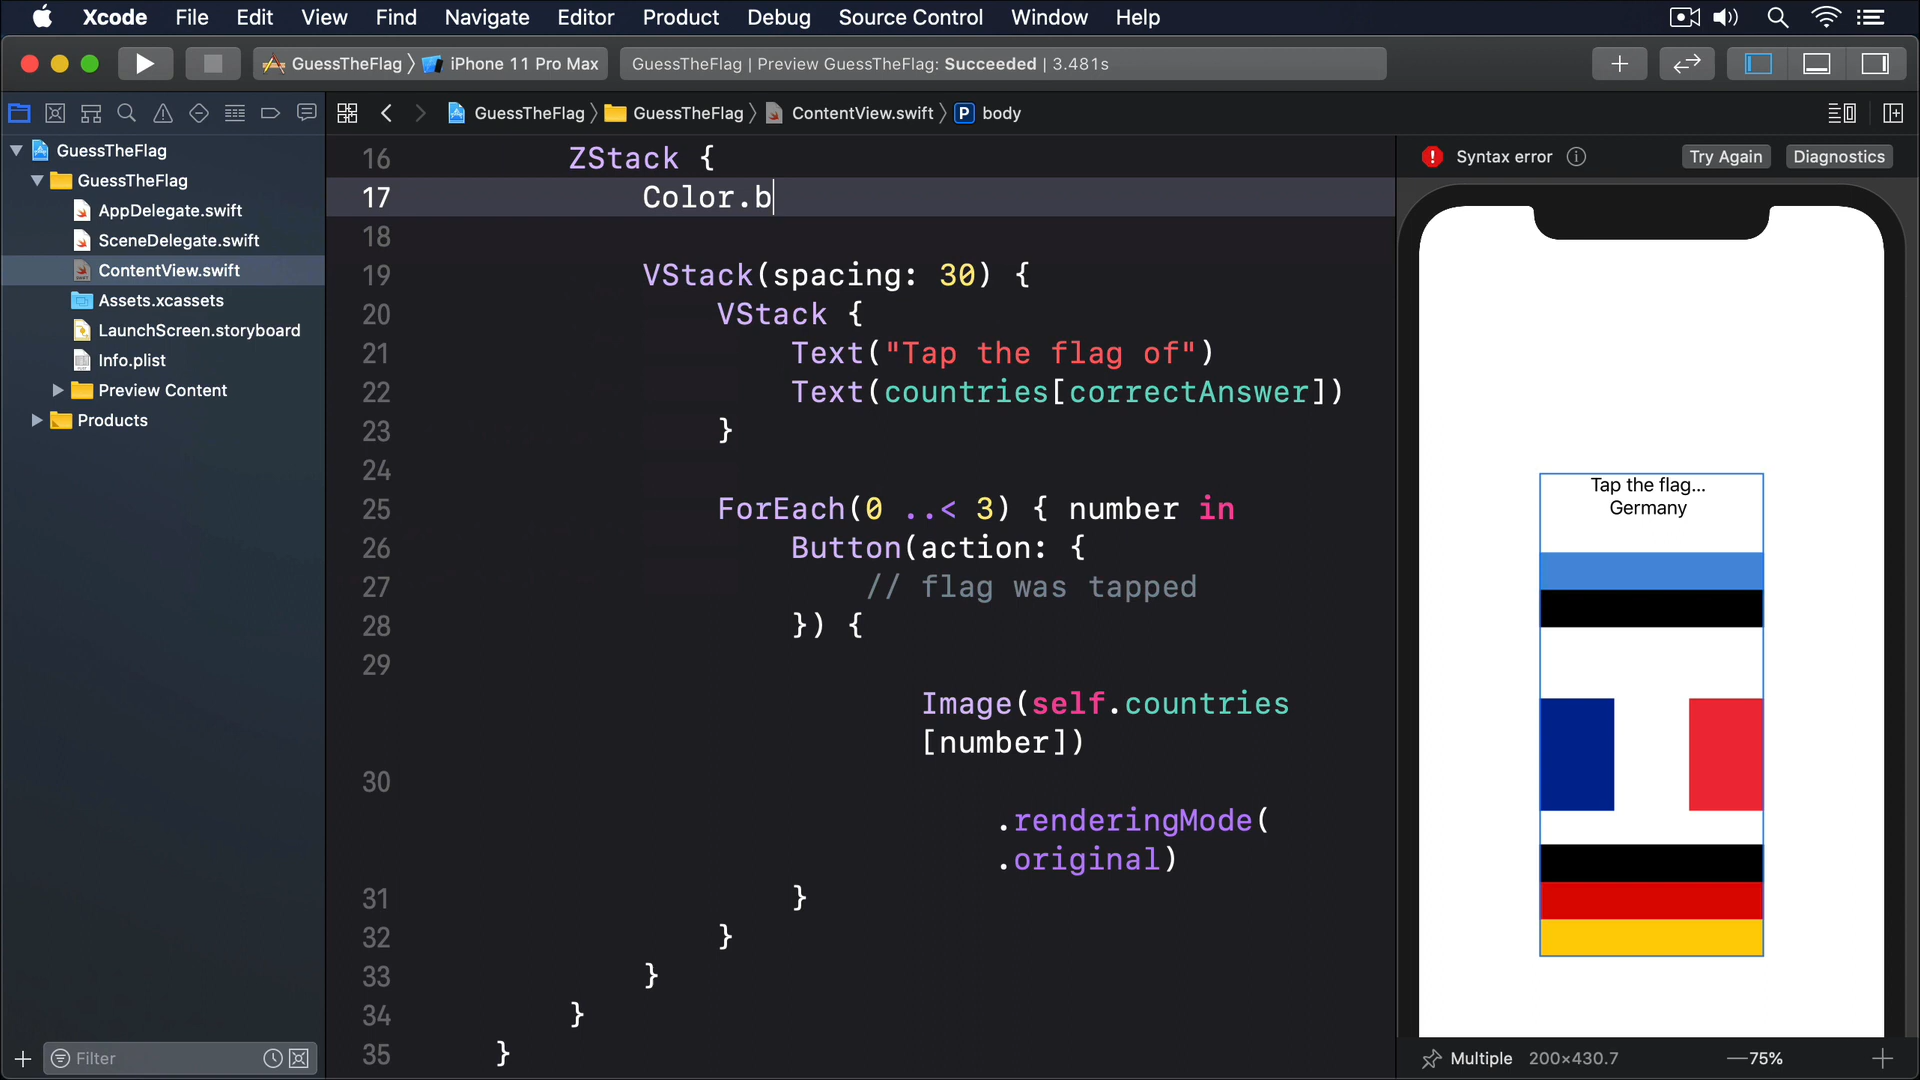 Xcode File Edit View Find Navigate Editor Product Debug Source Control Window Help
GuessTheFlag iPhone 11 Pro Max
GuessTheFlag | Preview GuessTheFlag: Succeeded | 3.481s
GuessTheFlag GuessTheFlag ContentView.swift P body
GuessTheFlag
GuessTheFlag
AppDelegate.swift
SceneDelegate.swift
ContentView.swift
Assets.xcassets
LaunchScreen.storyboard
Info.plist
Preview Content
Products
Filter
16 ZStack {
17 Color.b
18
19 VStack(spacing: 30) {
20 VStack {
21 Text("Tap the flag of")
22 Text(countries[correctAnswer])
23 }
24
25 ForEach(0 ..< 3) { number in
26 Button(action: {
27 // flag was tapped
28 }) {
29
Image(self.countries
[number])
30
.renderingMode(
.original)
31 }
32 }
33 }
34 }
35 }
Syntax error Try Again Diagnostics
Tap the flag...
Germany
Multiple 200×430.7 75%